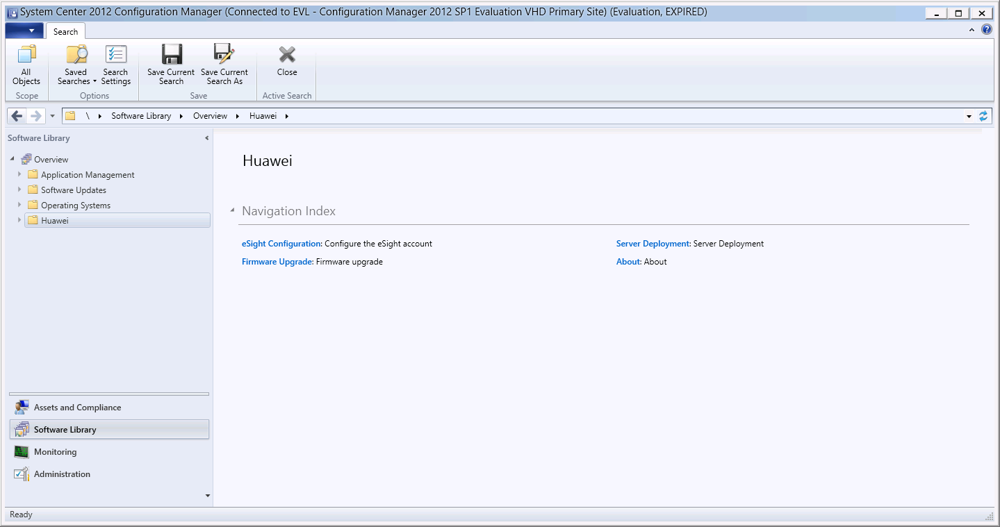 System Center 2012 Configuration Manager (Connected to EVL - Configuration Manager 2012 SP1 Evaluation VHD Primary Site) (Evaluation, EXPIRED)
Search
All Objects
Saved Searches
Search Settings
Save Current Search
Save Current Search As
Close
Scope
Options
Save
Active Search
\ Software Library Overview Huawei
Software Library
Overview
Application Management
Software Updates
Operating Systems
Huawei
Assets and Compliance
Software Library
Monitoring
Administration
Huawei
Navigation Index
eSight Configuration: Configure the eSight account
Server Deployment: Server Deployment
Firmware Upgrade: Firmware upgrade
About: About
Ready